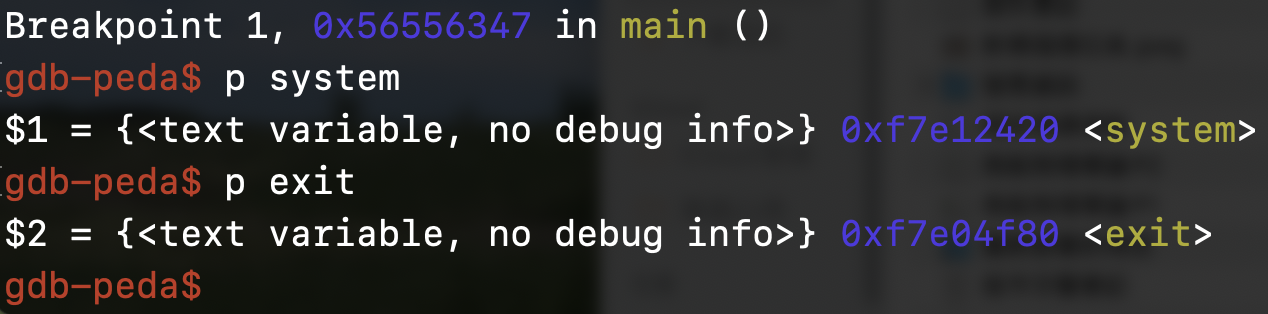 Breakpoint 1, 0x56556347 in main ()
gdb-peda$ p system
$1 = {<text variable, no debug info>} 0xf7e12420 <system>
gdb-peda$ p exit
$2 = {<text variable, no debug info>} 0xf7e04f80 <exit>
gdb-peda$